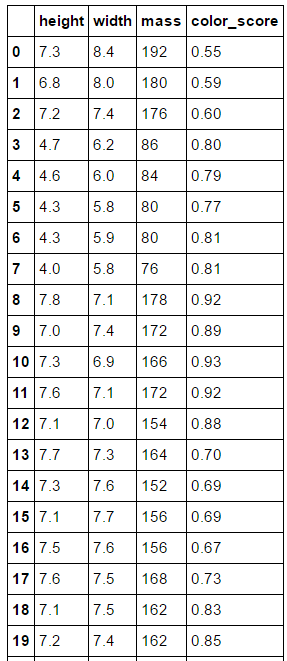 height width mass color_score
0 7.3 8.4 192 0.55
1 6.8 8.0 180 0.59
2 7.2 7.4 176 0.60
3 4.7 6.2 86 0.80
4 4.6 6.0 84 0.79
5 4.3 5.8 80 0.77
6 4.3 5.9 80 0.81
7 4.0 5.8 76 0.81
8 7.8 7.1 178 0.92
9 7.0 7.4 172 0.89
10 7.3 6.9 166 0.93
11 7.6 7.1 172 0.92
12 7.1 7.0 154 0.88
13 7.7 7.3 164 0.70
14 7.3 7.6 152 0.69
15 7.1 7.7 156 0.69
16 7.5 7.6 156 0.67
17 7.6 7.5 168 0.73
18 7.1 7.5 162 0.83
19 7.2 7.4 162 0.85